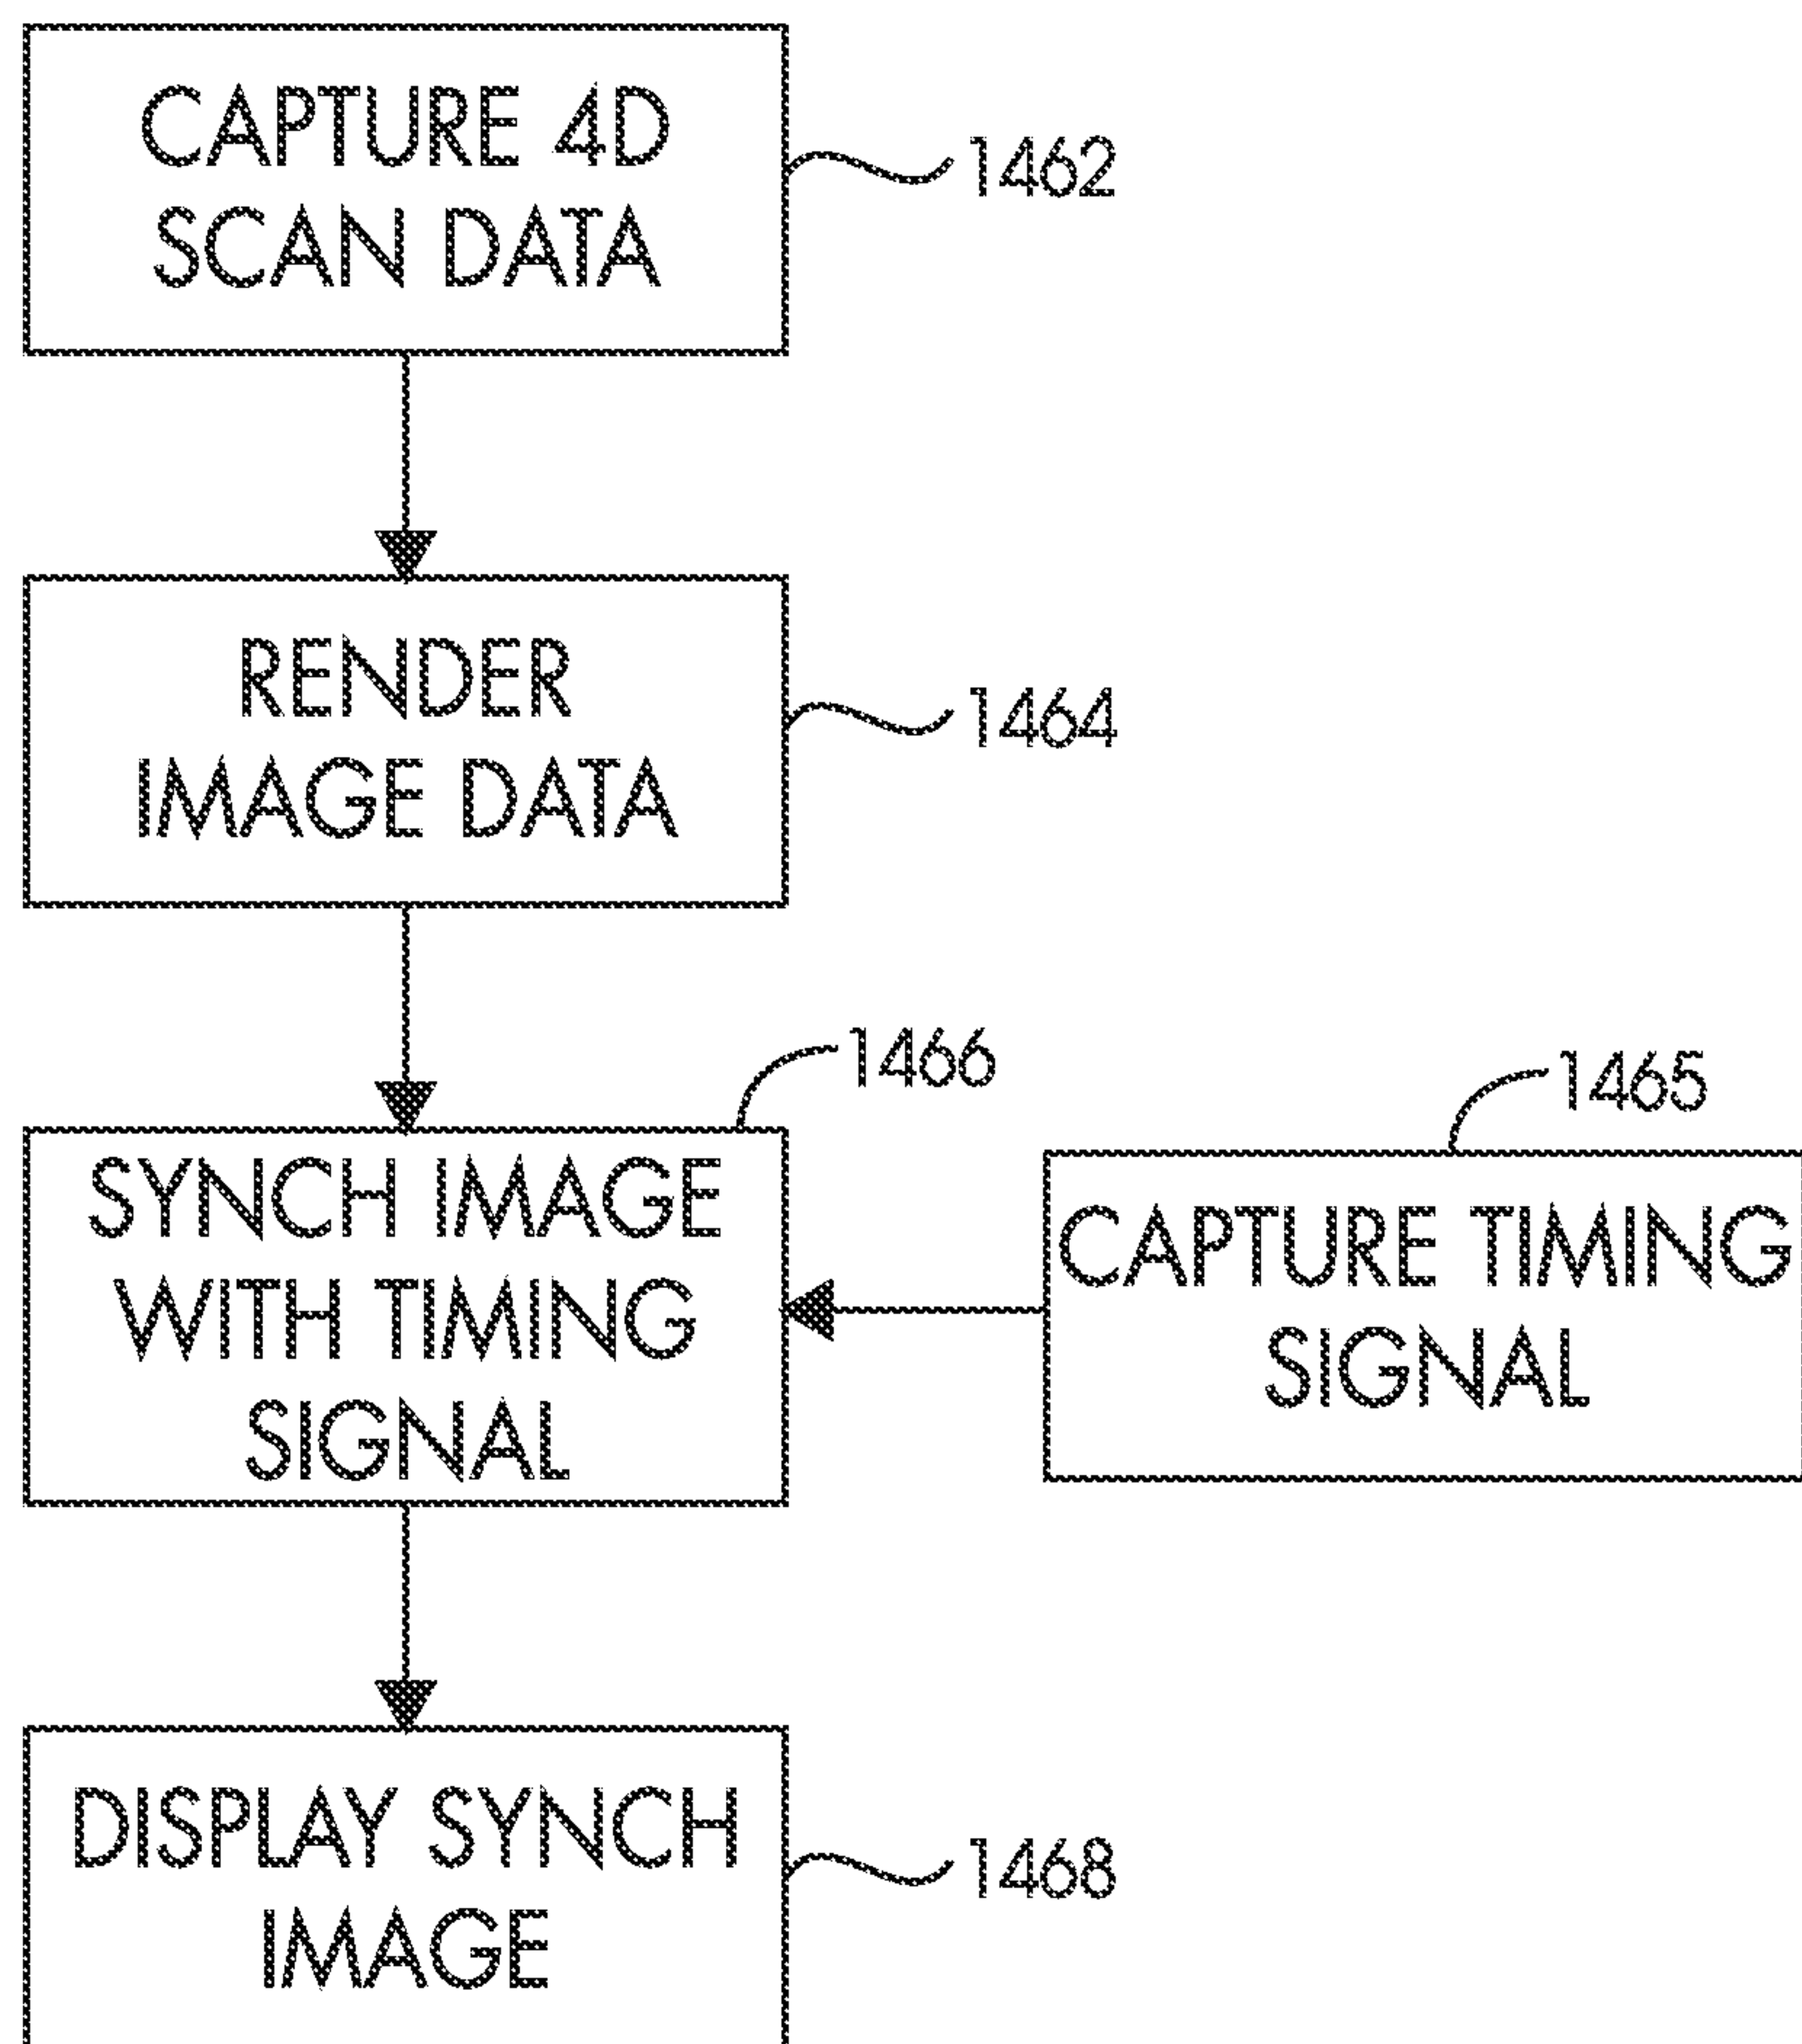 CAPTURE 4D
SCAN DATA
1462
RENDER
IMAGE DATA
1464
1466
SYNCH IMAGE
WITH TIMING
SIGNAL
1465
CAPTURE TIMING
SIGNAL
DISPLAY SYNCH
IMAGE
1468